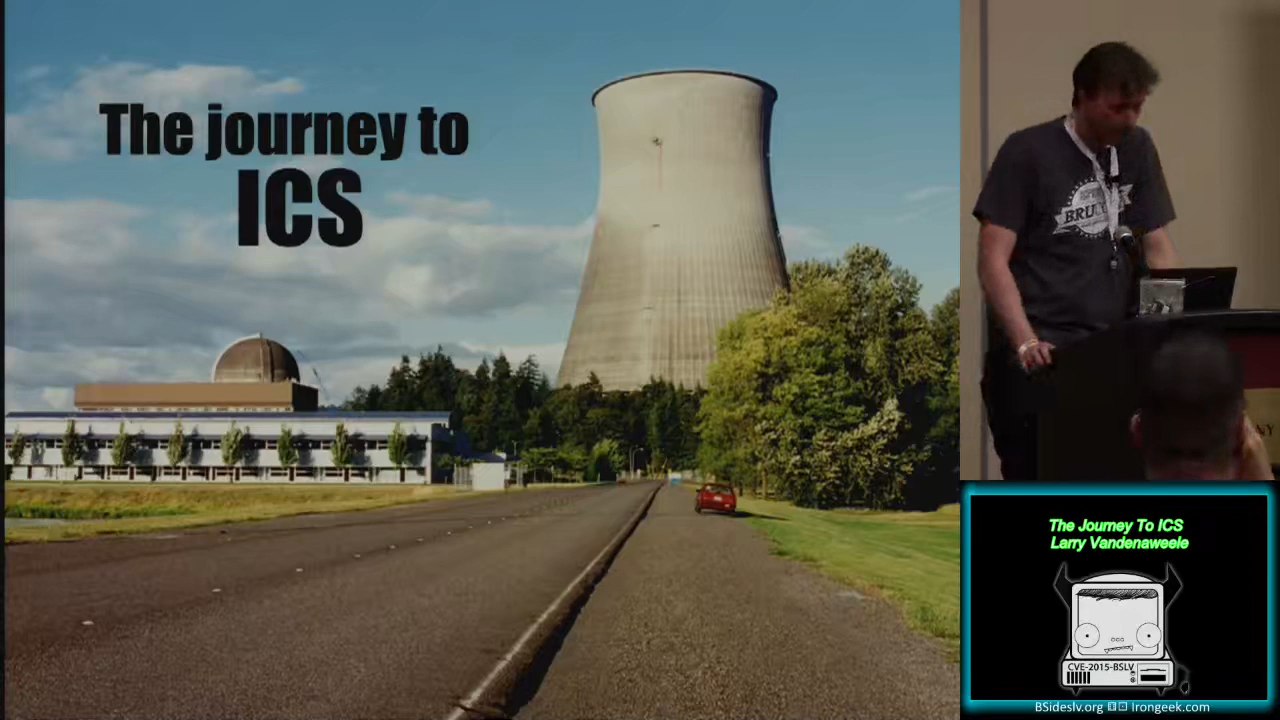 The journey to
ICS
The Journey To ICS
Larry Vandenaweele
CVE-2015-BSLV
BSideslv.org Irongeek.com